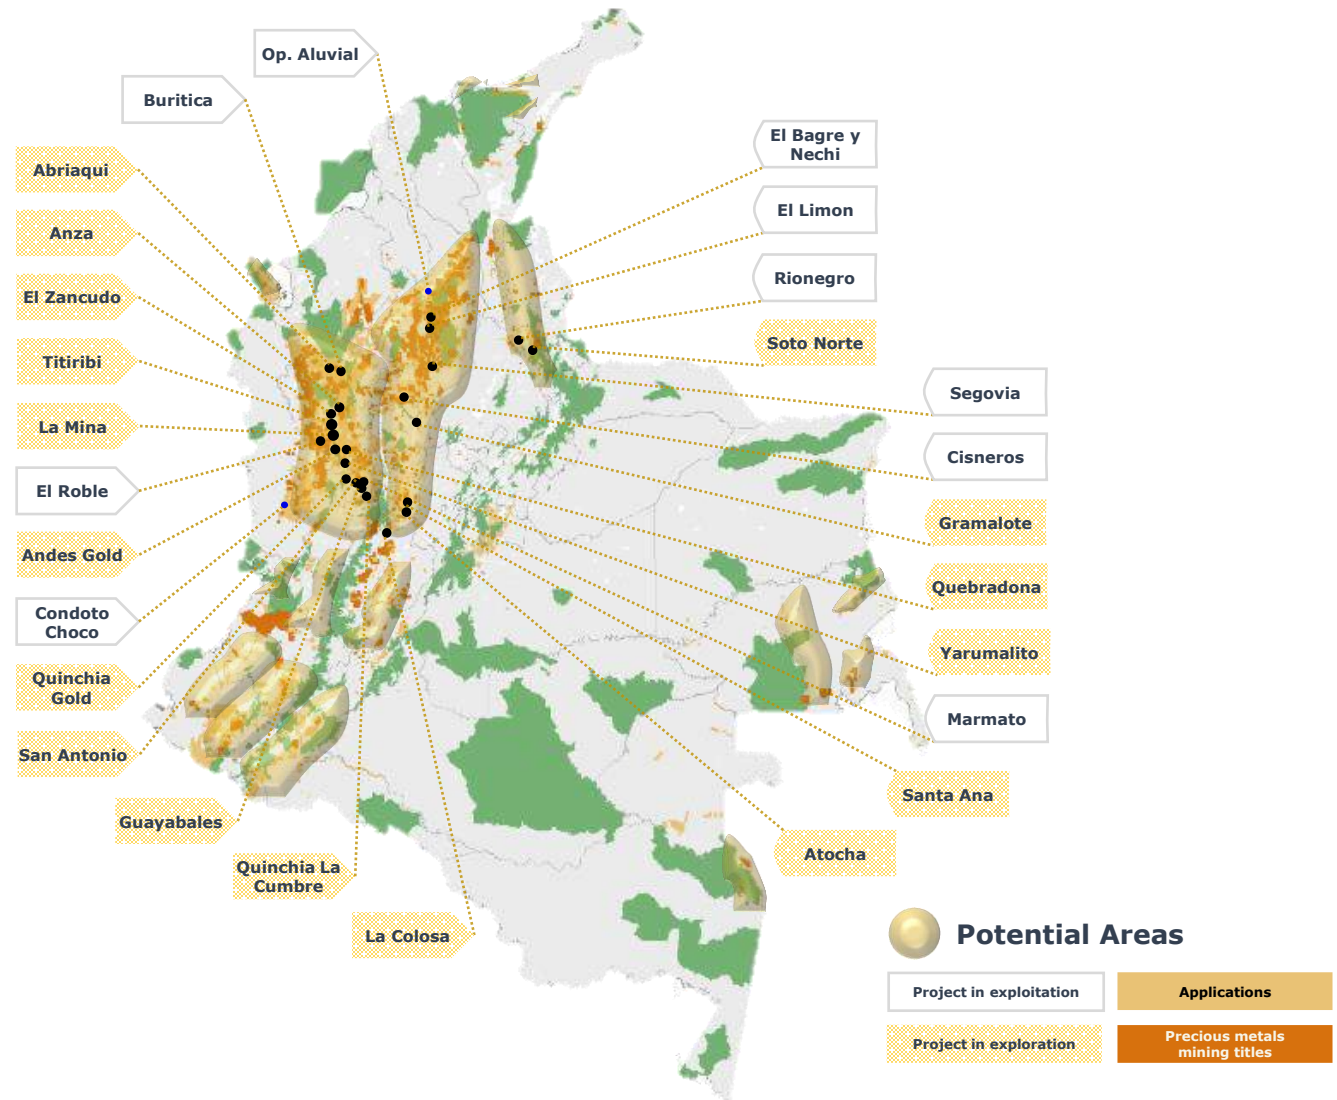 Op. Aluvial
Buritica
Abriaqui
Anza
El Zancudo
Titiribi
La Mina
El Roble
Andes Gold
Condoto
Choco
Quinchia
Gold
San Antonio
Guayabales
Quinchia La
Cumbre
La Colosa
El Bagre y
Nechi
El Limon
Rionegro
Soto Norte
Segovia
Cisneros
Gramalote
Quebradona
Yarumalito
Marmato
Santa Ana
Atocha
Potential Areas
Project in exploitation
Applications
Project in exploration
Precious metals
mining titles